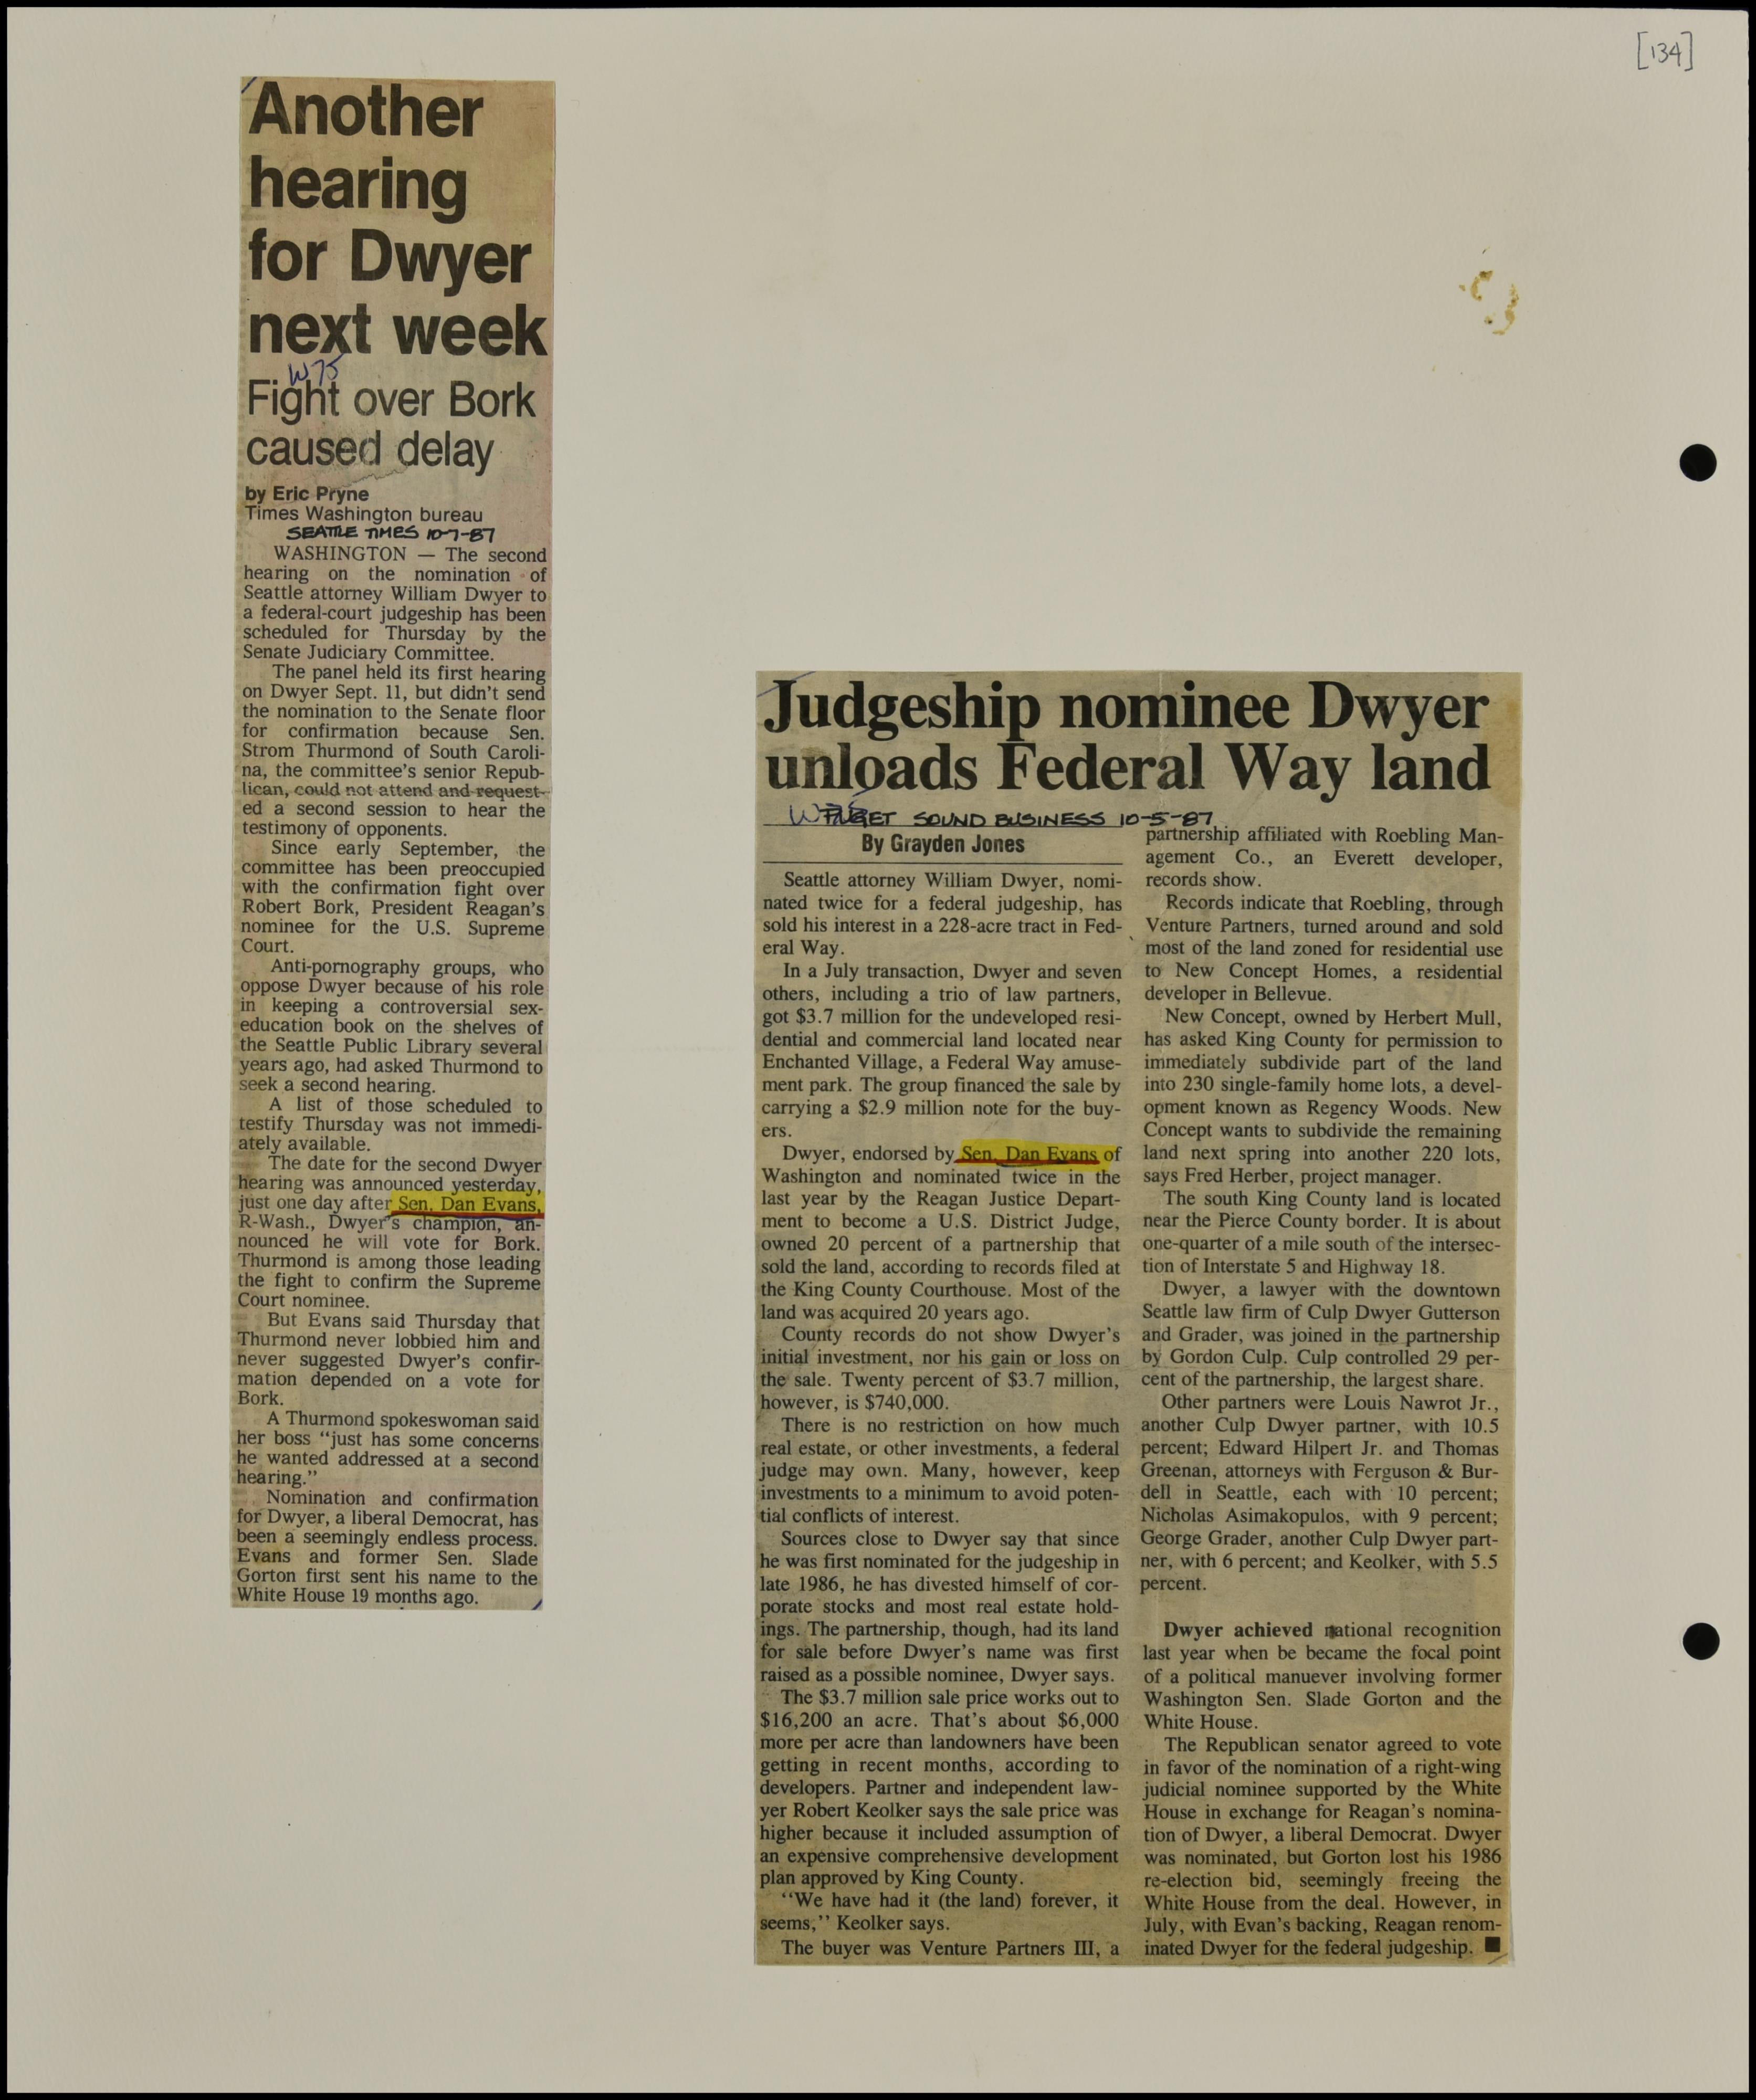 [134]
Another
hearing
for Dwyer
next week
W75
Fight over Bork
caused delay
by Eric Pryne
Times Washington bureau
SEATTLE TIMES 10-7-87
WASHINGTON — The second
hearing on the nomination of
Seattle attorney William Dwyer to
a federal-court judgeship has been
scheduled for Thursday by the
Senate Judiciary Committee.
The panel held its first hearing
on Dwyer Sept. 11, but didn't send
the nomination to the Senate floor
for confirmation because Sen.
Strom Thurmond of South Caroli-
na, the committee's senior Repub-
lican, could not attend and request-
ed a second session to hear the
testimony of opponents.
Since early September, the
committee has been preoccupied
with the confirmation fight over
Robert Bork, President Reagan's
nominee for the U.S. Supreme
Court.
Anti-pornography groups, who
oppose Dwyer because of his role
in keeping a controversial sex-
education book on the shelves of
the Seattle Public Library several
years ago, had asked Thurmond to
seek a second hearing.
A list of those scheduled to
testify Thursday was not immedi-
ately available.
The date for the second Dwyer
hearing was announced yesterday,
just one day after Sen. Dan Evans,
R-Wash., Dwyer's champion, an-
nounced he will vote for Bork.
Thurmond is among those leading
the fight to confirm the Supreme
Court nominee.
But Evans said Thursday that
Thurmond never lobbied him and
never suggested Dwyer's confir-
mation depended on a vote for
Bork.
A Thurmond spokeswoman said
her boss "just has some concerns
he wanted addressed at a second
hearing."
Nomination and confirmation
for Dwyer, a liberal Democrat, has
been a seemingly endless process.
Evans and former Sen. Slade
Gorton first sent his name to the
White House 19 months ago.
Judgeship nominee Dwyer
unloads Federal Way land
SOUND BUSINESS 10-5-87
By Grayden Jones
Seattle attorney William Dwyer, nomi-
nated twice for a federal judgeship, has
sold his interest in a 228-acre tract in Fed-
eral Way.
In a July transaction, Dwyer and seven
others, including a trio of law partners,
got $3.7 million for the undeveloped resi-
dential and commercial land located near
Enchanted Village, a Federal Way amuse-
ment park. The group financed the sale by
carrying a $2.9 million note for the buy-
ers.
Dwyer, endorsed by Sen. Dan Evans of
Washington and nominated twice in the
last year by the Reagan Justice Depart-
ment to become a U.S. District Judge,
owned 20 percent of a partnership that
sold the land, according to records filed at
the King County Courthouse. Most of the
land was acquired 20 years ago.
County records do not show Dwyer's
initial investment, nor his gain or loss on
the sale. Twenty percent of $3.7 million,
however, is $740,000.
There is no restriction on how much
real estate, or other investments, a federal
judge may own. Many, however, keep
investments to a minimum to avoid poten-
tial conflicts of interest.
Sources close to Dwyer say that since
he was first nominated for the judgeship in
late 1986, he has divested himself of cor-
porate stocks and most real estate hold-
ings. The partnership, though, had its land
for sale before Dwyer's name was first
raised as a possible nominee, Dwyer says.
The $3.7 million sale price works out to
$16,200 an acre. That's about $6,000
more per acre than landowners have been
getting in recent months, according to
developers. Partner and independent law-
yer Robert Keolker says the sale price was
higher because it included assumption of
an expensive comprehensive development
plan approved by King County.
"We have had it (the land) forever, it
seems," Keolker says.
The buyer was Venture Partners III, a
partnership affiliated with Roebling Man-
agement Co., an Everett developer,
records show.
Records indicate that Roebling, through
Venture Partners, turned around and sold
most of the land zoned for residential use
to New Concept Homes, a residential
developer in Bellevue.
New Concept, owned by Herbert Mull,
has asked King County for permission to
immediately subdivide part of the land
into 230 single-family home lots, a devel-
opment known as Regency Woods. New
Concept wants to subdivide the remaining
land next spring into another 220 lots,
says Fred Herber, project manager.
The south King County land is located
near the Pierce County border. It is about
one-quarter of a mile south of the intersec-
tion of Interstate 5 and Highway 18.
Dwyer, a lawyer with the downtown
Seattle law firm of Culp Dwyer Gutterson
and Grader, was joined in the partnership
by Gordon Culp. Culp controlled 29 per-
cent of the partnership, the largest share.
Other partners were Louis Nawrot Jr.,
another Culp Dwyer partner, with 10.5
percent; Edward Hilpert Jr. and Thomas
Greenan, attorneys with Ferguson & Bur-
dell in Seattle, each with 10 percent;
Nicholas Asimakopulos, with 9 percent;
George Grader, another Culp Dwyer part-
ner, with 6 percent; and Keolker, with 5.5
percent.
Dwyer achieved national recognition
last year when be became the focal point
of a political manuever involving former
Washington Sen. Slade Gorton and the
White House.
The Republican senator agreed to vote
in favor of the nomination of a right-wing
judicial nominee supported by the White
House in exchange for Reagan's nomina-
tion of Dwyer, a liberal Democrat. Dwyer
was nominated, but Gorton lost his 1986
re-election bid, seemingly freeing the
White House from the deal. However, in
July, with Evan's backing, Reagan renom-
inated Dwyer for the federal judgeship. ■